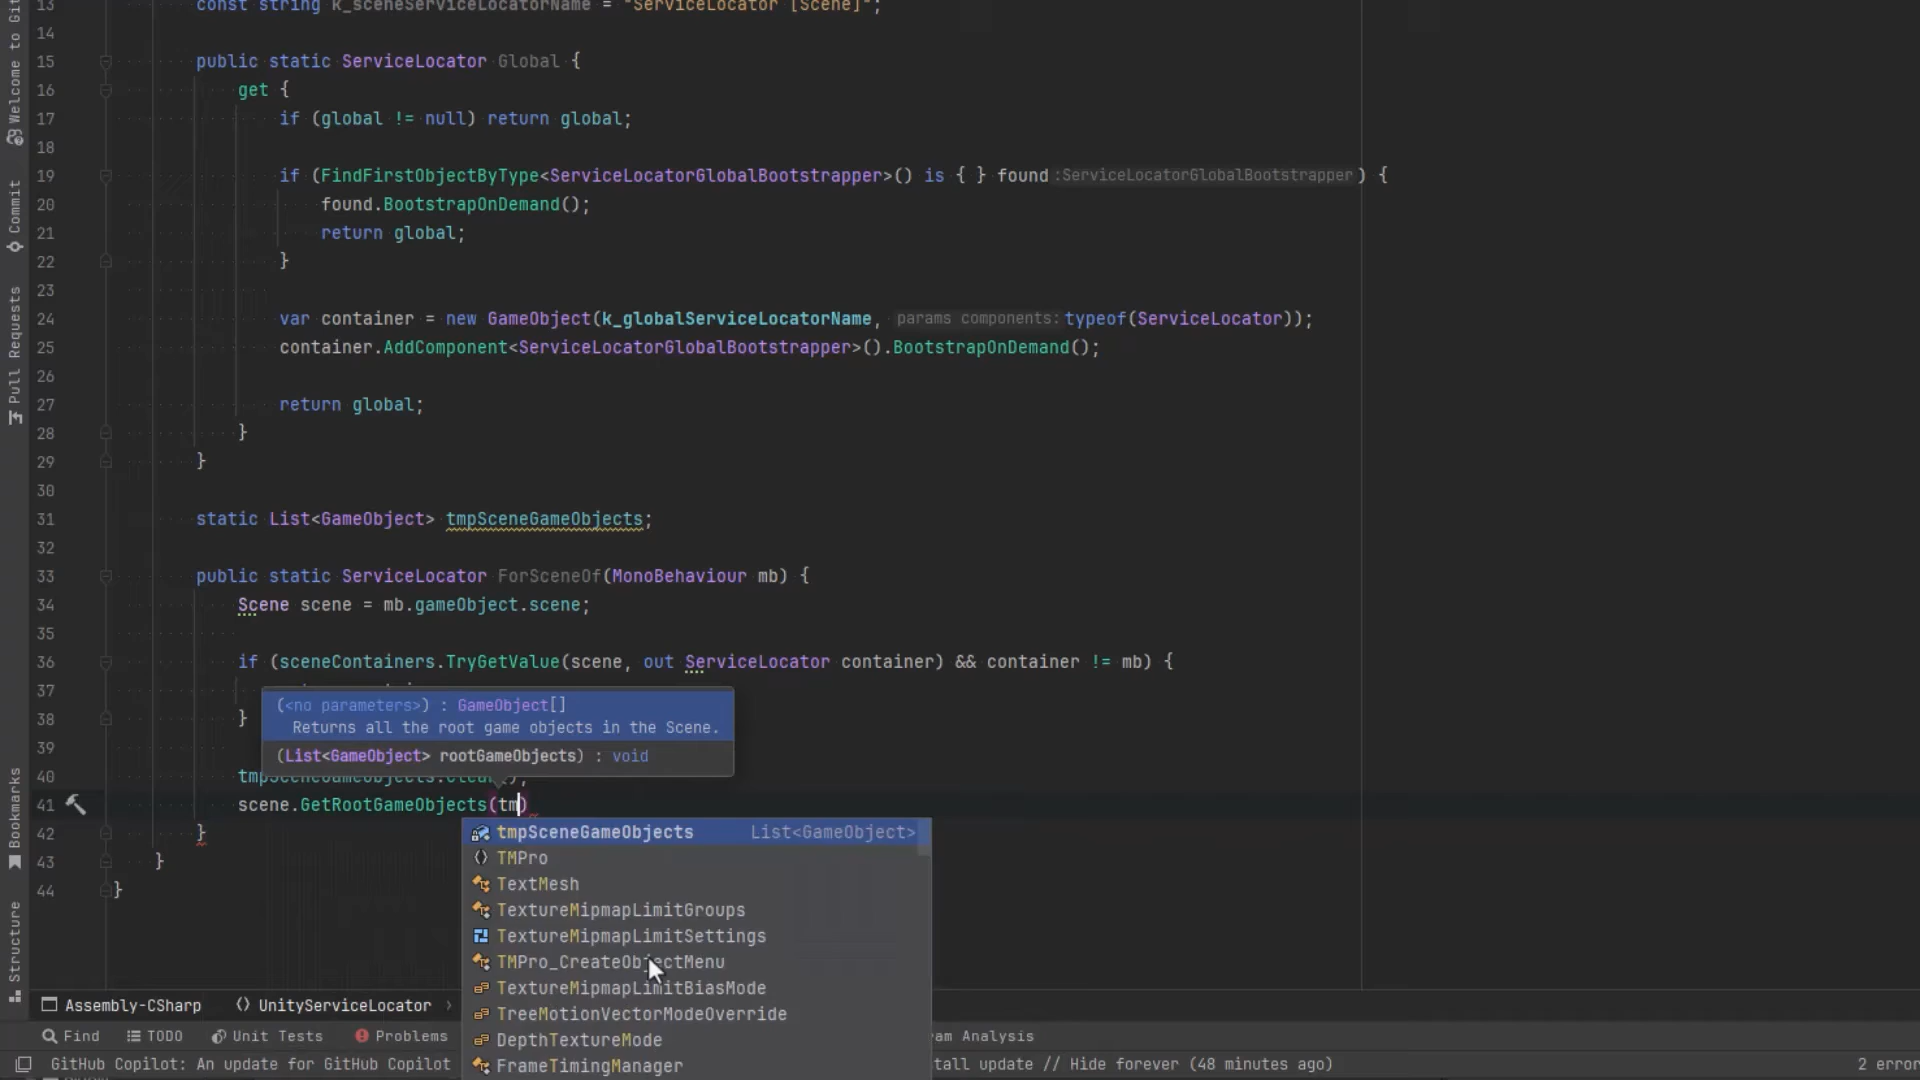 13 const string k_sceneServiceLocatorName = "ServiceLocator [Scene]";
14
15 public static ServiceLocator Global {
16 get {
17 if (global != null) return global;
18
19 if (FindFirstObjectByType<ServiceLocatorGlobalBootstrapper>() is { } found :ServiceLocatorGlobalBootstrapper ) {
20 found.BootstrapOnDemand();
21 return global;
22 }
23
24 var container = new GameObject(k_globalServiceLocatorName, params components: typeof(ServiceLocator));
25 container.AddComponent<ServiceLocatorGlobalBootstrapper>().BootstrapOnDemand();
26
27 return global;
28 }
29 }
30
31 static List<GameObject> tmpSceneGameObjects;
32
33 public static ServiceLocator ForSceneOf(MonoBehaviour mb) {
34 Scene scene = mb.gameObject.scene;
35
36 if (sceneContainers.TryGetValue(scene, out ServiceLocator container) && container != mb) {
37
(<no parameters>) : GameObject[]
38 }
Returns all the root game objects in the Scene.
39
(List<GameObject> rootGameObjects) : void
40 tmpSceneGameObjects.Clear();
41 scene.GetRootGameObjects(tm)
42 }
43 }
44 }
tmpSceneGameObjects List<GameObject>
TMPro
TextMesh
TextureMipmapLimitGroups
TextureMipmapLimitSettings
TMPro_CreateObjectMenu
TextureMipmapLimitBiasMode
TreeMotionVectorModeOverride
DepthTextureMode
FrameTimingManager
Welcome to Git
Commit
Pull Requests
Bookmarks
Structure
Assembly-CSharp UnityServiceLocator
Find TODO Unit Tests Problems am Analysis
GitHub Copilot: An update for GitHub Copilot tall update // Hide forever (48 minutes ago) 2 error